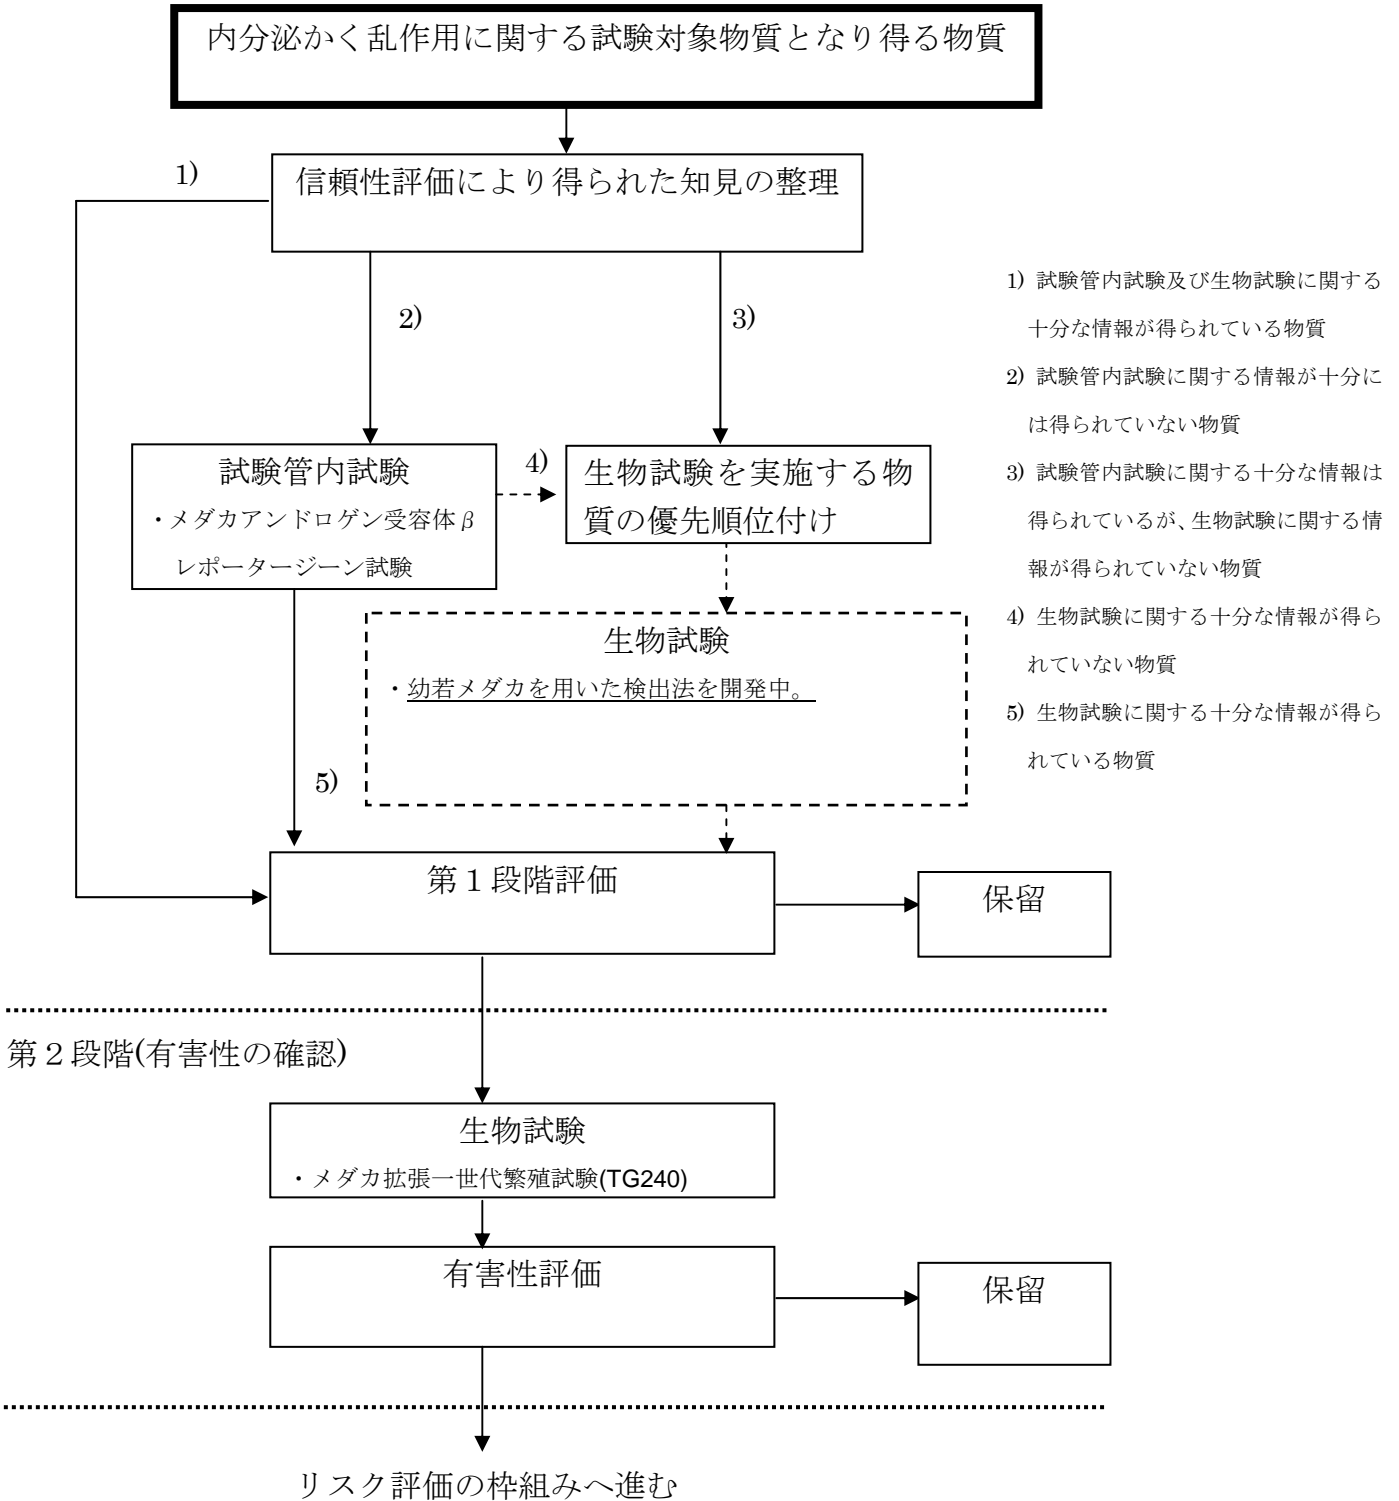 内分泌かく乱作用に関する試験対象物質となり得る物質
信頼性評価により得られた知見の整理
1)
2)
3)
1) 試験管内試験及び生物試験に関する
十分な情報が得られている物質
2) 試験管内試験に関する情報が十分に
は得られていない物質
3) 試験管内試験に関する十分な情報は
得られているが、生物試験に関する情
報が得られていない物質
4) 生物試験に関する十分な情報が得ら
れていない物質
5) 生物試験に関する十分な情報が得ら
れている物質
試験管内試験
・メダカアンドロゲン受容体β
レポータージーン試験
4)
生物試験を実施する物
質の優先順位付け
生物試験
・幼若メダカを用いた検出法を開発中。
5)
第１段階評価
保留
第２段階(有害性の確認)
生物試験
・メダカ拡張一世代繁殖試験(TG240)
有害性評価
保留
リスク評価の枠組みへ進む